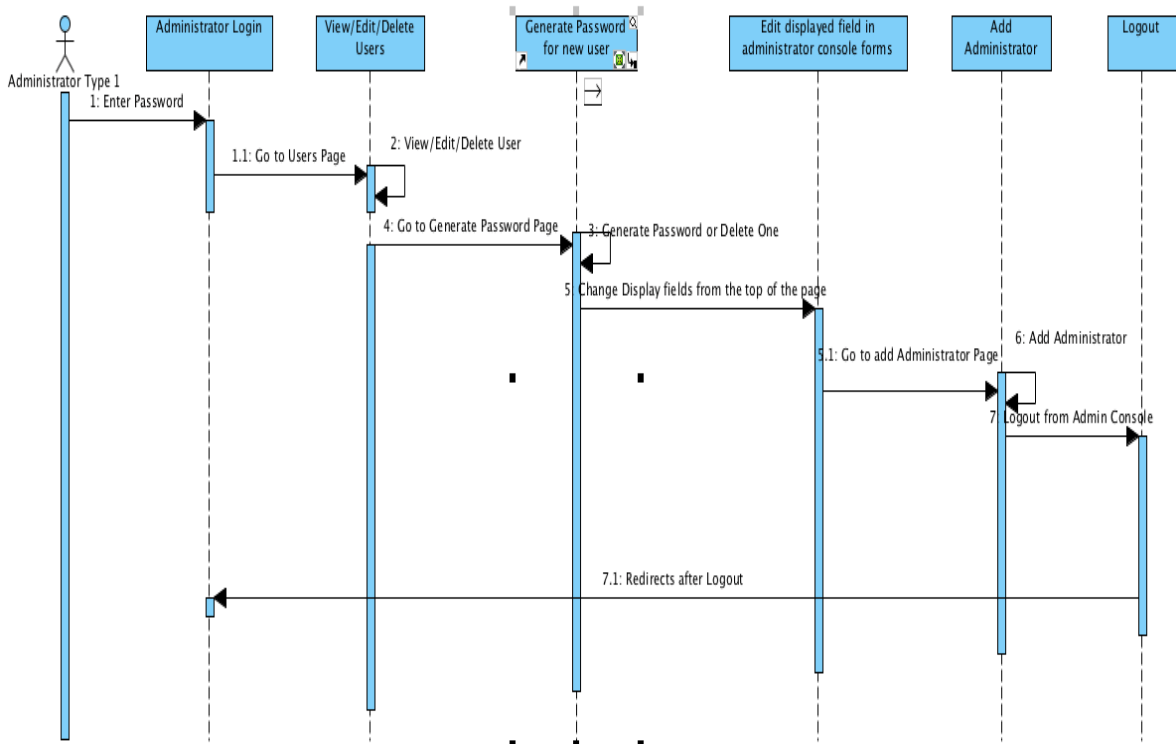 Administrator Login
View/Edit/Delete
Users
Generate Password
for new user
Edit displayed field in
administrator console forms
Add
Administrator
Logout
Administrator Type 1
1: Enter Password
2: View/Edit/Delete User
1.1: Go to Users Page
4: Go to Generate Password Page
3: Generate Password or Delete One
5: Change Display fields from the top of the page
6: Add Administrator
5.1: Go to add Administrator Page
7: Logout from Admin Console
7.1: Redirects after Logout